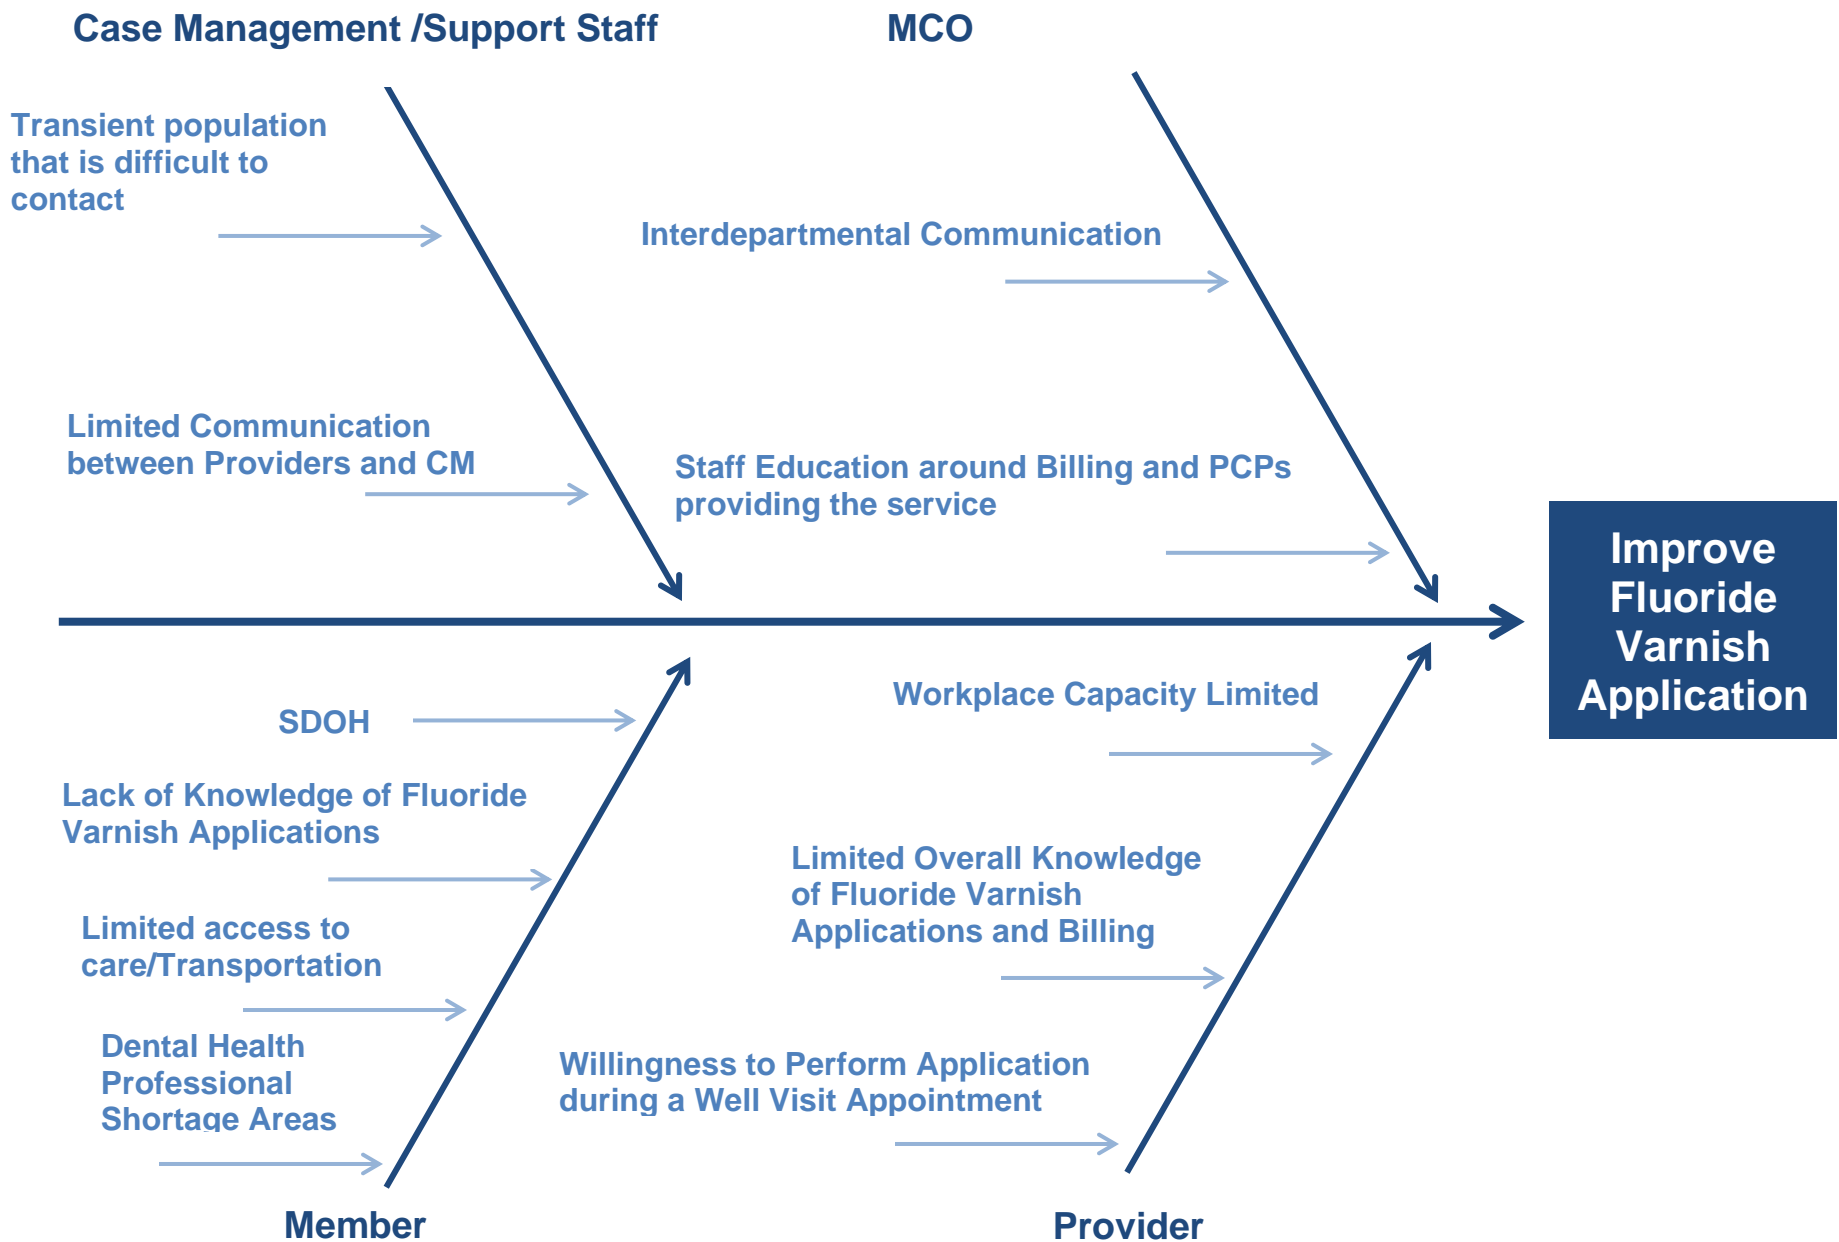 Case Management /Support Staff
MCO
Transient population
that is difficult to
contact
Interdepartmental Communication
Limited Communication
between Providers and CM
Staff Education around Billing and PCPs
providing the service
Improve
Fluoride
Varnish
Application
SDOH
Workplace Capacity Limited
Lack of Knowledge of Fluoride
Varnish Applications
Limited Overall Knowledge
of Fluoride Varnish
Applications and Billing
Limited access to
care/Transportation
Dental Health
Professional
Shortage Areas
Willingness to Perform Application
during a Well Visit Appointment
Member
Provider